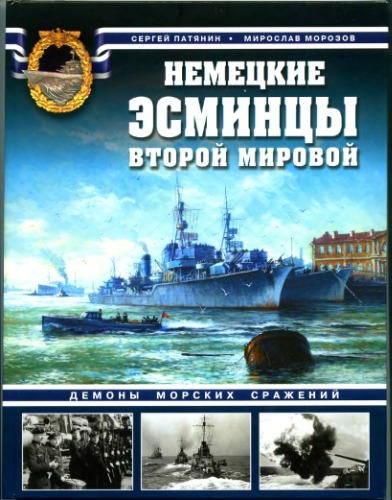 СЕРГЕЙ ПАТЯНИН • МИРОСЛАВ МОРОЗОВ
НЕМЕЦКИЕ
ЭСМИНЦЫ
ВТОРОЙ МИРОВОЙ
ДЕМОНЫ МОРСКИХ СРАЖЕНИЙ